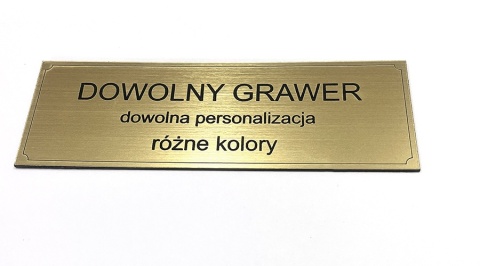 DOWOLNY GRAWER
dowolna personalizacja
różne kolory